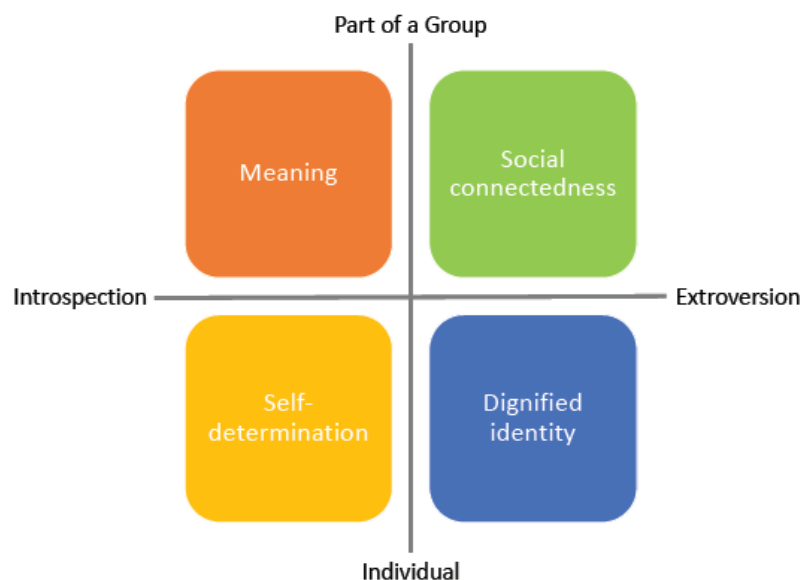 Part of a Group
Meaning
Social
connectedness
Introspection
Extroversion
Self-
determination
Dignified
identity
Individual